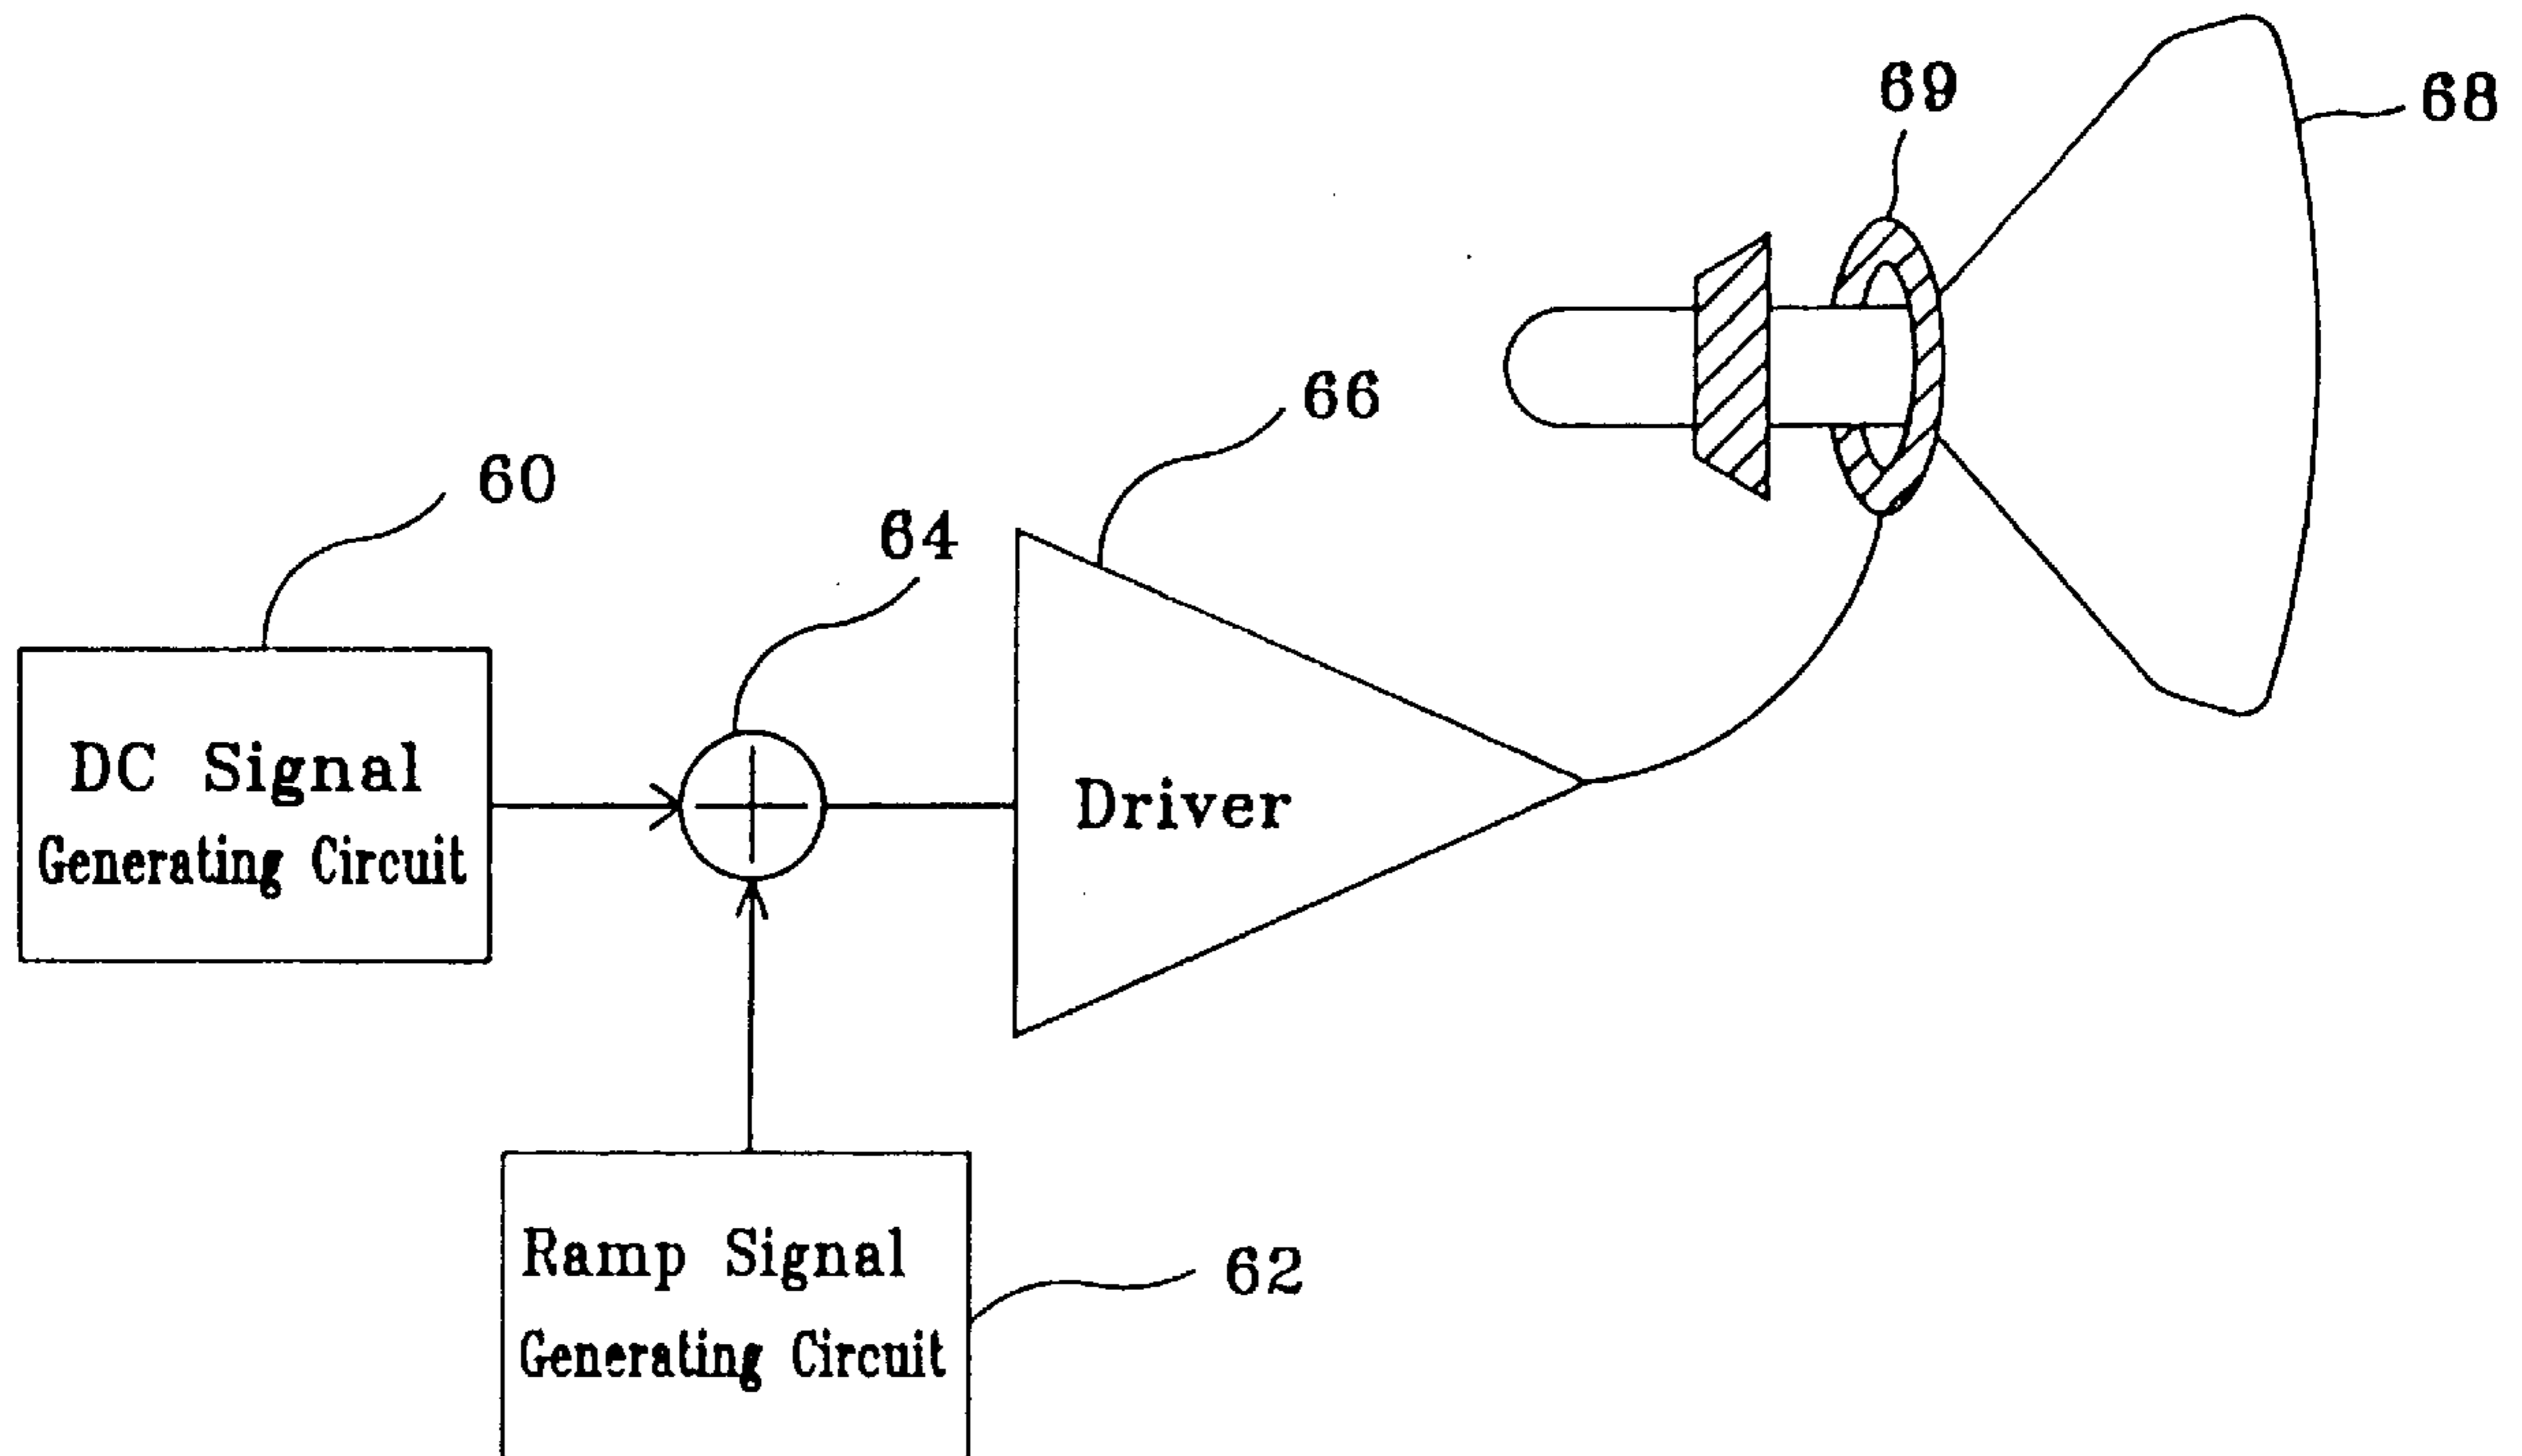 69
68
66
60
64
DC Signal
Generating Circuit
Driver
Ramp Signal
Generating Circuit
62